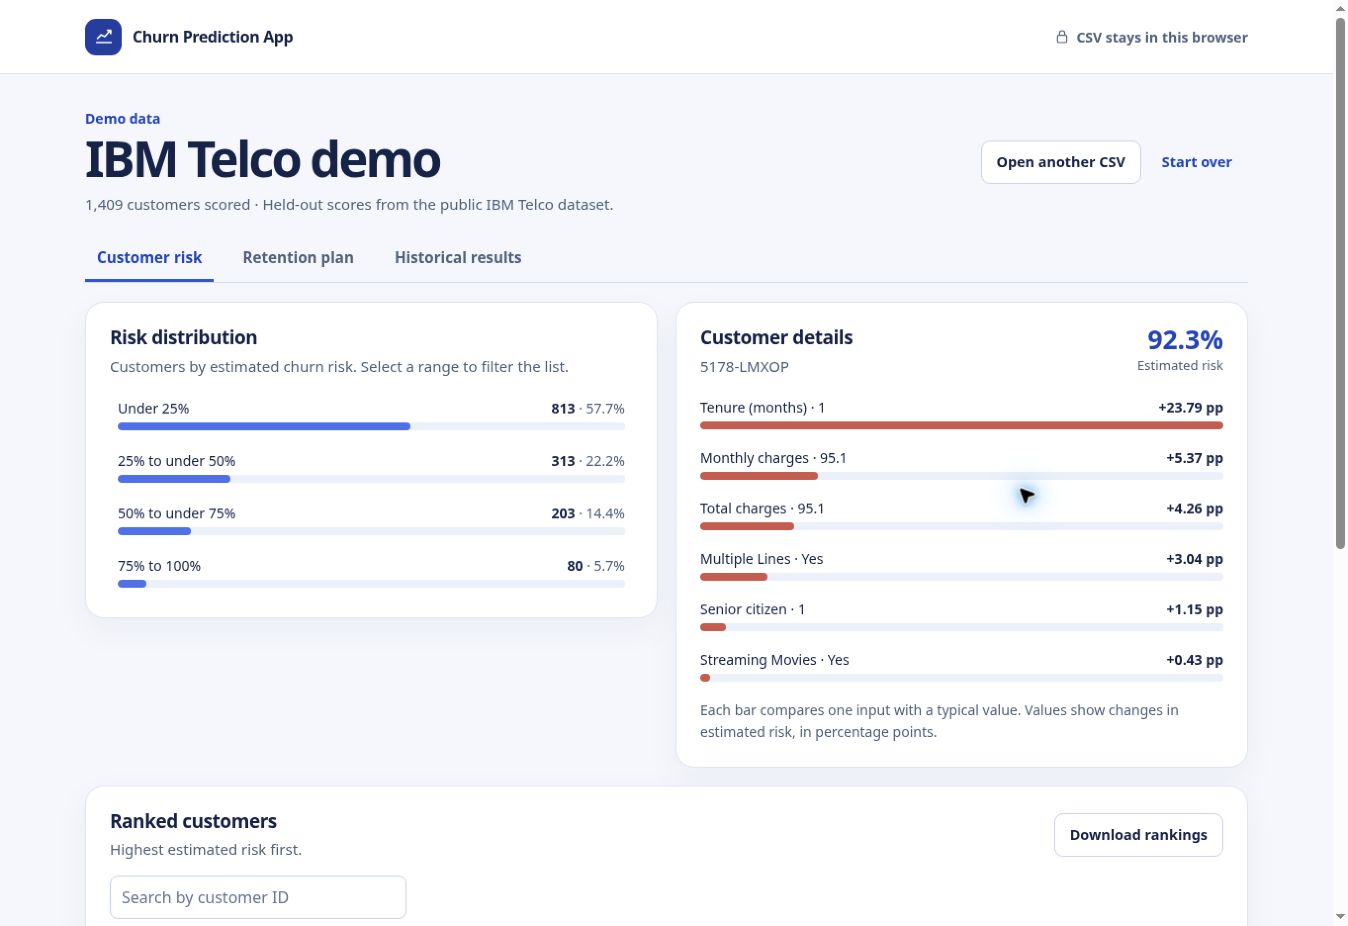 Churn Prediction App
CSV stays in this browser
Demo data
IBM Telco demo
1,409 customers scored · Held-out scores from the public IBM Telco dataset.
Open another CSV
Start over
Customer risk
Retention plan
Historical results
Risk distribution
Customers by estimated churn risk. Select a range to filter the list.
Under 25%
813 · 57.7%
25% to under 50%
313 · 22.2%
50% to under 75%
203 · 14.4%
75% to 100%
80 · 5.7%
Customer details
92.3%
5178-LMXOP
Estimated risk
Tenure (months) · 1
+23.79 pp
Monthly charges · 95.1
+5.37 pp
Total charges · 95.1
+4.26 pp
Multiple Lines · Yes
+3.04 pp
Senior citizen · 1
+1.15 pp
Streaming Movies · Yes
+0.43 pp
Each bar compares one input with a typical value. Values show changes in
estimated risk, in percentage points.
Ranked customers
Highest estimated risk first.
Download rankings
Search by customer ID